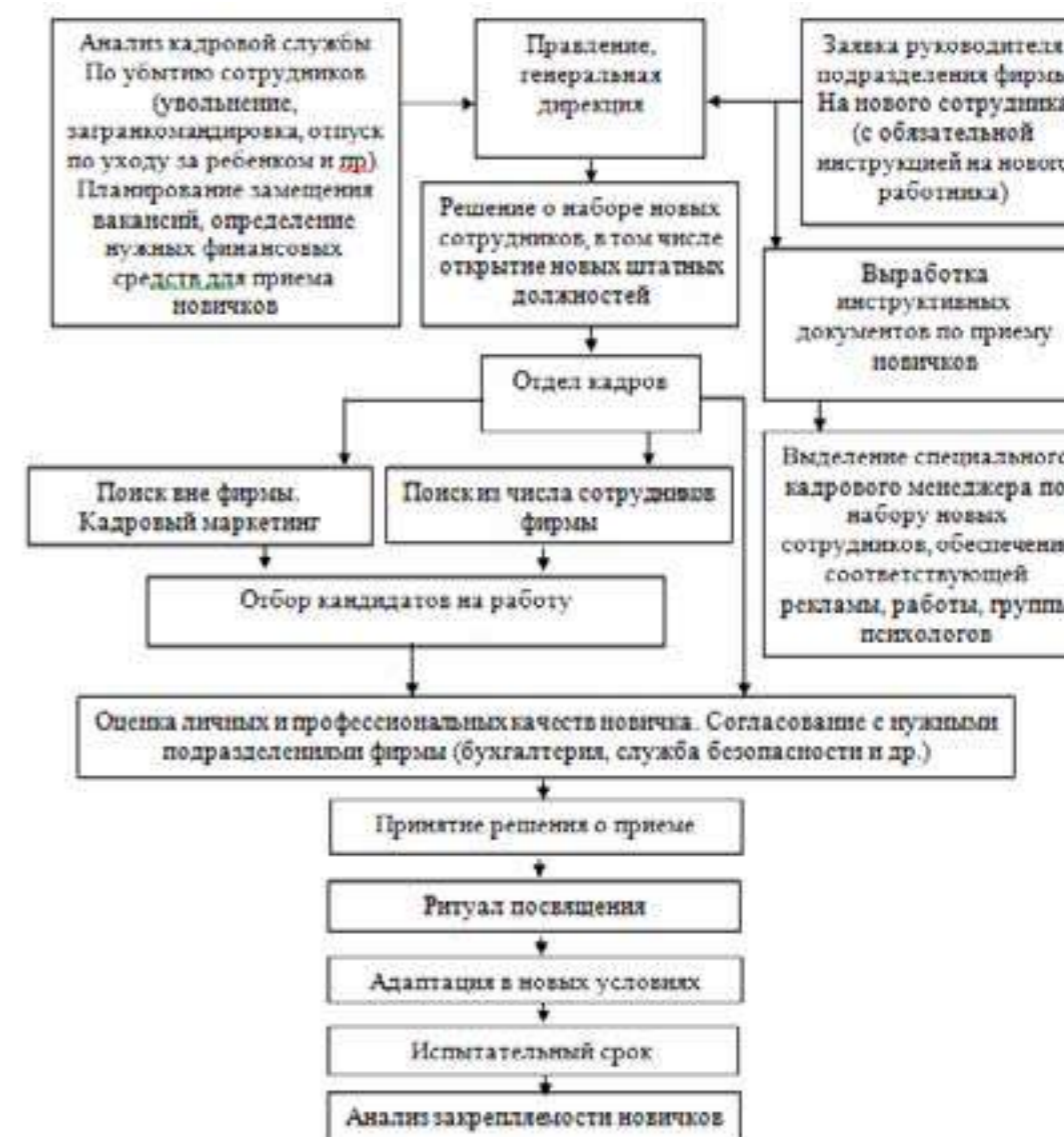 Анализ кадровой службы
По убытию сотрудников
(увольнение,
загранкомандировка, отпуск
по уходу за ребенком и пр)
Планирование замещения
вакансий, определение
нужных финансовых
средств для приема
новичков
Правление,
генеральная
дирекция
Заявка руководителя
подразделения фирмы
На нового сотрудника
(с обязательной
инструкцией на нового
работника)
Решение о наборе новых
сотрудников, в том числе
открытие новых штатных
должностей
Выработка
инструктивных
документов по приему
новичков
Отдел кадров
Выделение специального
кадрового менеджера по
набору новых
сотрудников, обеспечени
соответствующей
рекламы, работы, группы
психологов
Поиск вне фирмы.
Кадровый маркетинг
Поиск из числа сотрудников
фирмы
Отбор кандидатов на работу
Оценка личных и профессиональных качеств новичка. Согласование с нужными
подразделениями фирмы (бухгалтерия, служба безопасности и др.)
Принятие решения о приеме
Ритуал посвящения
Адаптация в новых условиях
Испытательный срок
Анализ закрепляемости новичков